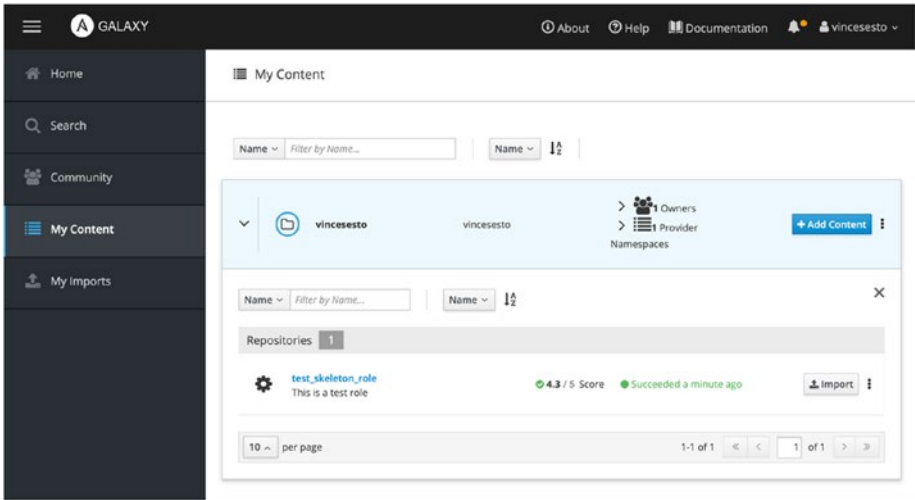 A GALAXY
About Help Documentation vincesesto
Home
Search
Community
My Content
My Imports
My Content
Name Filter by Name... Name
vincesesto vincesesto
1 Owners
1 Provider
Namespaces
+ Add Content
Name Filter by Name... Name
Repositories 1
test_skeleton_role
This is a test role
4.3 / 5 Score Succeeded a minute ago Import
10 per page 1-1 of 1 1 of 1